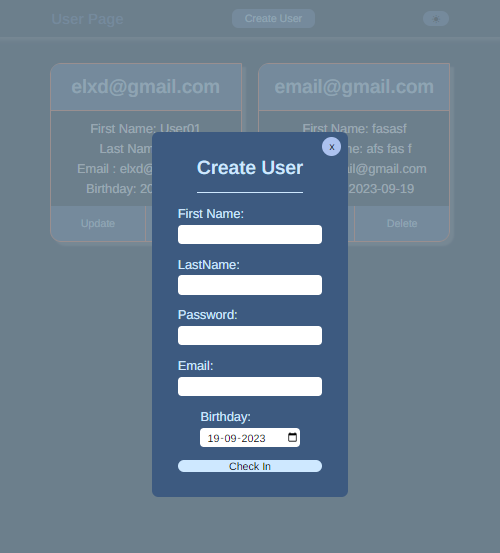 User Page
Create User
elxd@gmail.com
email@gmail.com
First Name: User01
First Name: fasasf
Last Nam
e: afs fas f
Email : elxd@
ail@gmail.com
Birthday: 20
2023-09-19
Update
Delete
x
Create User
First Name:
LastName:
Password:
Email:
Birthday:
19-09-2023
Check In